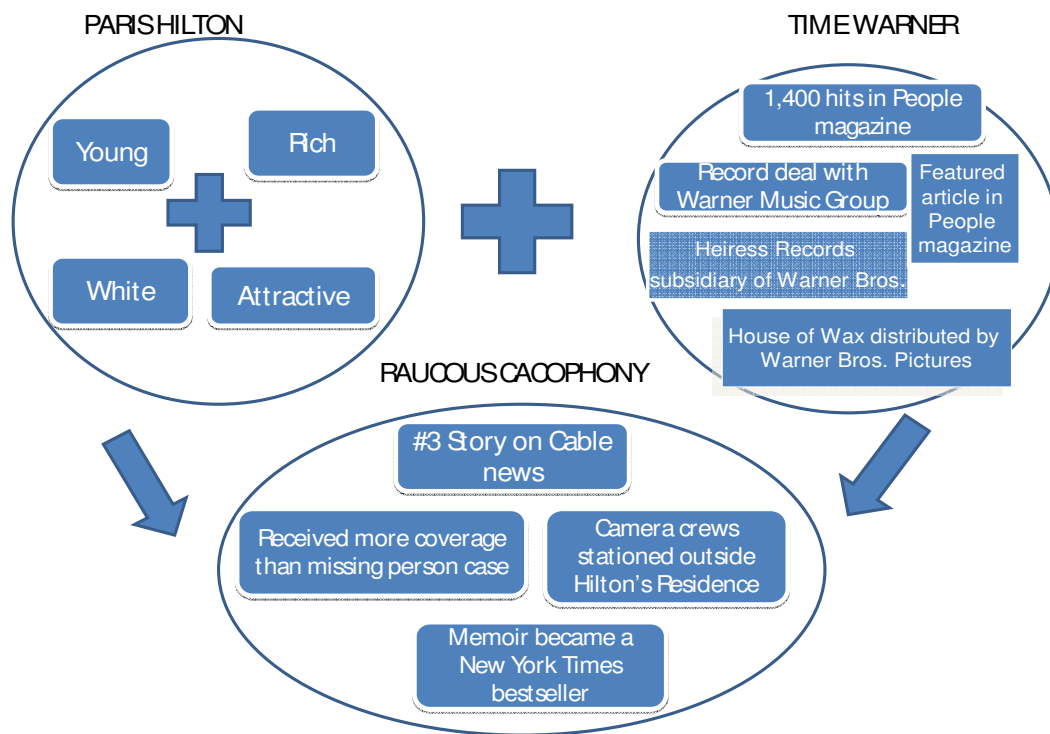 PARIS HILTON
TIME WARNER
Young
Rich
White
Attractive
1,400 hits in People
magazine
Record deal with
Warner Music Group
Featured
article in
People
magazine
Heiress Records
subsidiary of Warner Bros.
House of Wax distributed by
Warner Bros. Pictures
RAUCOUS CACOPHONY
#3 Story on Cable
news
Received more coverage
than missing person case
Camera crews
stationed outside
Hilton's Residence
Memoir became a
New York Times
bestseller